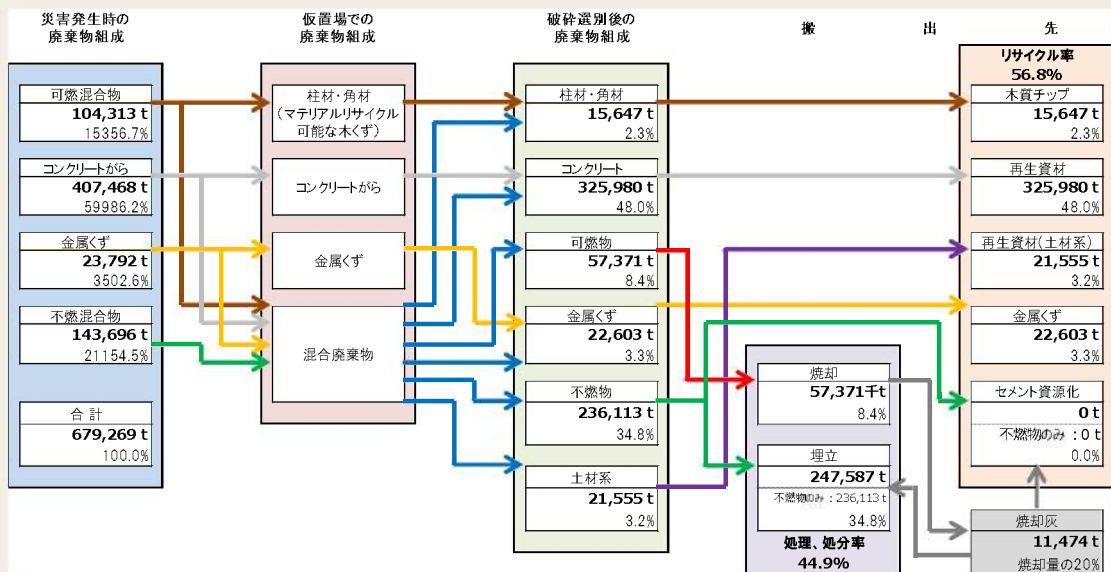 災害発生時の
廃棄物組成
可燃混合物
104,313 t
15356.7%
コンクリートがら
407,468 t
59986.2%
金属くず
23,792 t
3502.6%
不燃混合物
143,696 t
21154.5%
合計
679,269 t
100.0%
仮置場での
廃棄物組成
柱材・角材
(マテリアルリサイクル
可能な木くず)
コンクリートがら
金属くず
混合廃棄物
破砕選別後の
廃棄物組成
柱材・角材
15,647 t
2.3%
コンクリート
325,980 t
48.0%
可燃物
57,371 t
8.4%
金属くず
22,603 t
3.3%
不燃物
236,113 t
34.8%
土材系
21,555 t
3.2%
搬 出 先
焼却
57,371千t
8.4%
埋立
247,587 t
不燃物のみ:236,113 t
34.8%
処理、処分率
44.9%
リサイクル率
56.8%
木質チップ
15,647 t
2.3%
再生資材
325,980 t
48.0%
再生資材(土材系)
21,555 t
3.2%
金属くず
22,603 t
3.3%
セメント資源化
0 t
不燃物のみ:0 t
0.0%
焼却灰
11,474 t
焼却量の20%